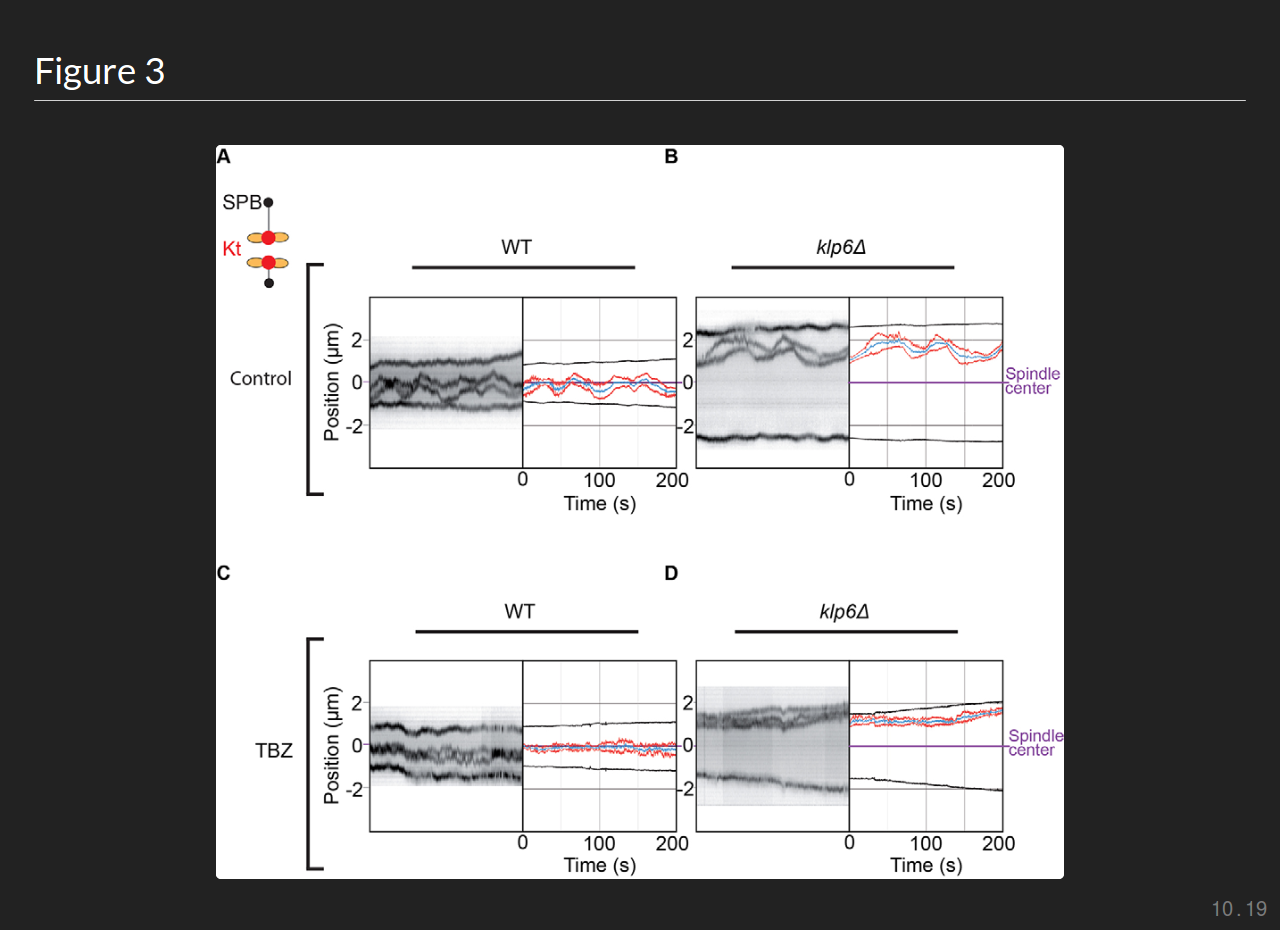 Figure 3
A
B
SPB
Kt
WT
klp6Δ
Control
Position (μm)
2
0
-2
2
0
-2
Spindle
center
0
100
200
0
100
200
Time (s)
Time (s)
C
D
WT
klp6Δ
TBZ
Position (μm)
2
0
-2
2
0
-2
Spindle
center
0
100
200
0
100
200
Time (s)
Time (s)
10.19